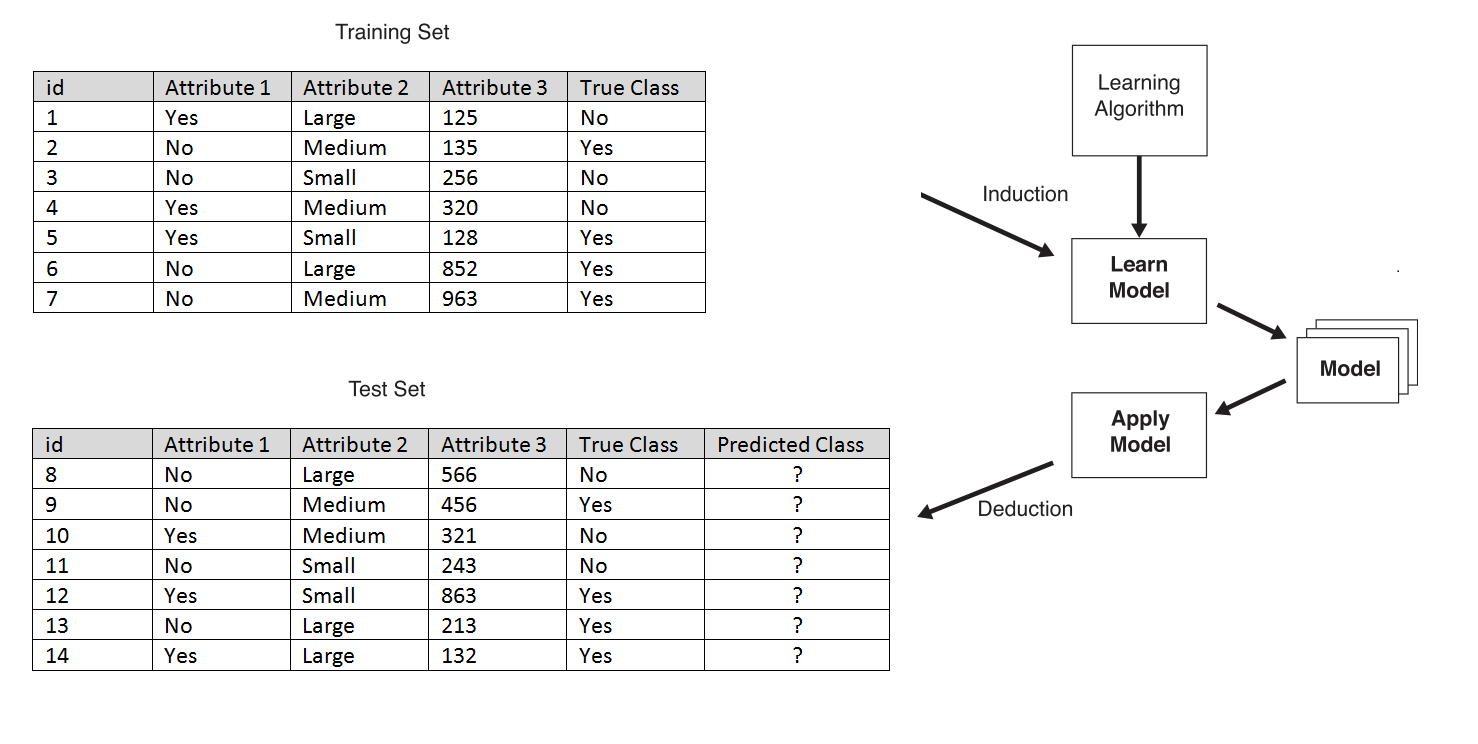 Training Set
id Attribute 1 Attribute 2 Attribute 3 True Class
1 Yes Large 125 No
2 No Medium 135 Yes
3 No Small 256 No
4 Yes Medium 320 No
5 Yes Small 128 Yes
6 No Large 852 Yes
7 No Medium 963 Yes
Test Set
id Attribute 1 Attribute 2 Attribute 3 True Class Predicted Class
8 No Large 566 No ?
9 No Medium 456 Yes ?
10 Yes Medium 321 No ?
11 No Small 243 No ?
12 Yes Small 863 Yes ?
13 No Large 213 Yes ?
14 Yes Large 132 Yes ?
Learning
Algorithm
Induction
Learn
Model
Model
Apply
Model
Deduction